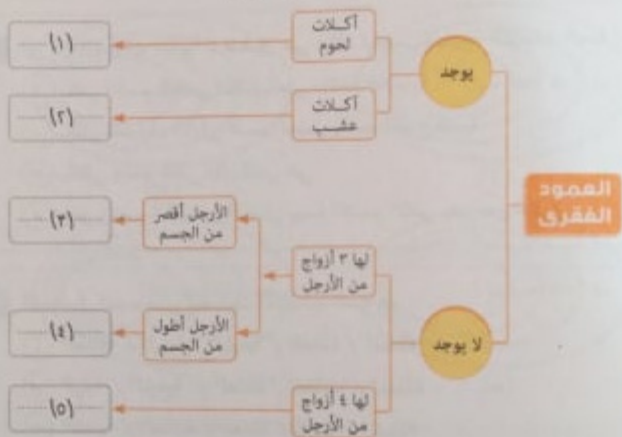 العمود
الفقرى
يوجد
أكلات
لحوم
(١)
أكلات
عشب
(٢)
لا يوجد
لها ٣ أزواج
من الأرجل
الأرجل أقصر
من الجسم
(٣)
الأرجل أطول
من الجسم
(٤)
لها ٤ أزواج
من الأرجل
(٥)